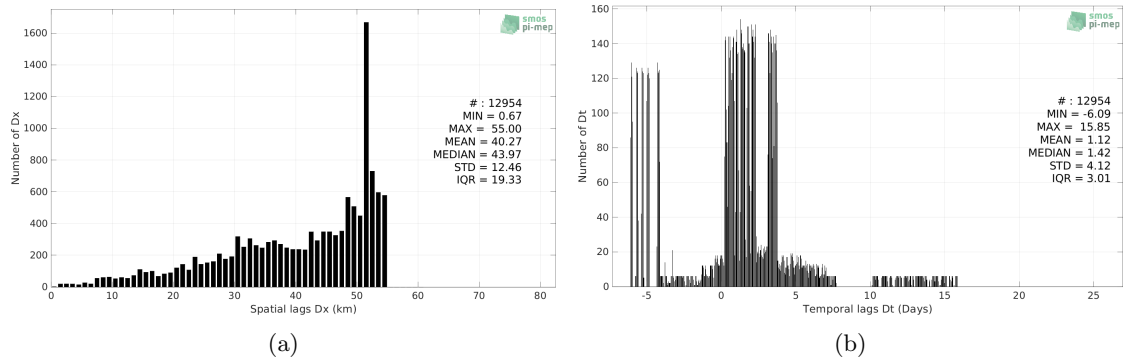 smos
pi-mep
1600
1400
1200
1000
800
600
400
200
0
Number of Dx
# : 12954
MIN = 0.67
MAX = 55.00
MEAN = 40.27
MEDIAN = 43.97
STD = 12.46
IQR = 19.33
0 10 20 30 40 50 60 70 80
Spatial lags Dx (km)
(a)
smos
pi-mep
160
140
120
100
80
60
40
20
0
Number of Dt
# : 12954
MIN = -6.09
MAX = 15.85
MEAN = 1.12
MEDIAN = 1.42
STD = 4.12
IQR = 3.01
-5 0 5 10 15 20 25
Temporal lags Dt (Days)
(b)